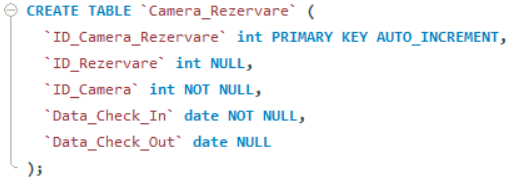 CREATE TABLE `Camera_Rezervare` (
`ID_Camera_Rezervare` int PRIMARY KEY AUTO_INCREMENT,
`ID_Rezervare` int NULL,
`ID_Camera` int NOT NULL,
`Data_Check_In` date NOT NULL,
`Data_Check_Out` date NULL
);